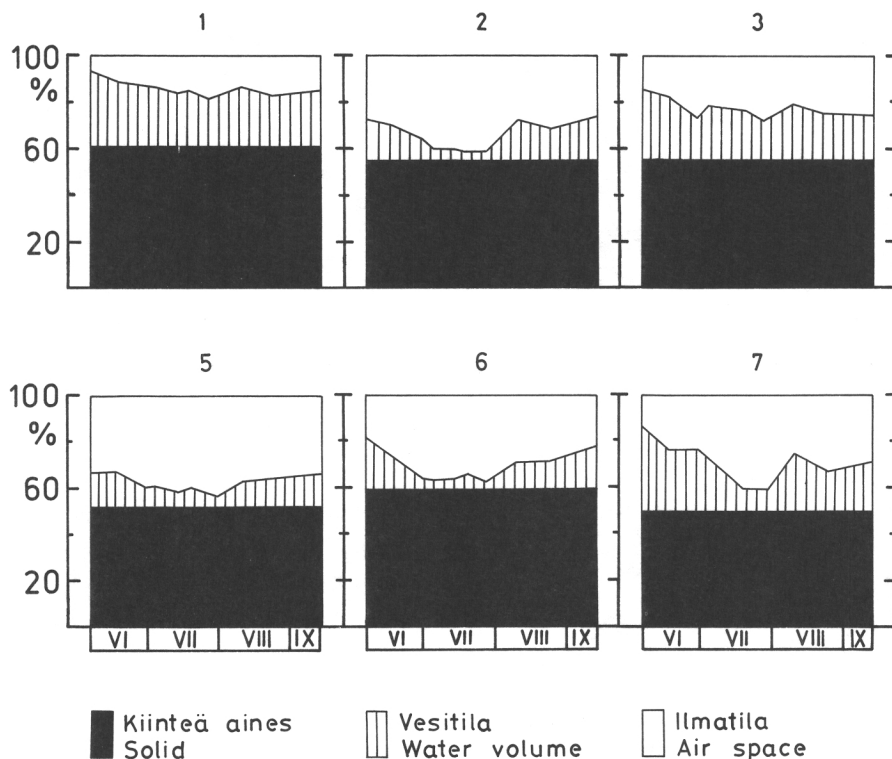 1 2 3
100
%
60
20
5 6 7
100
%
60
20
VI VII VIII IX VI VII VIII IX VI VII VIII IX
Kiinteä aines
Solid
Vesitila
Water volume
Ilmatila
Air space